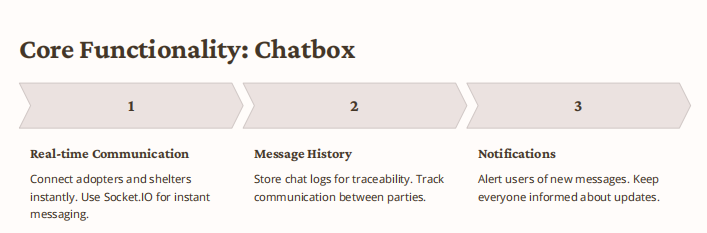 Core Functionality: Chatbox
1
2
3
Real-time Communication
Connect adopters and shelters
instantly. Use Socket.IO for instant
messaging.
Message History
Store chat logs for traceability. Track
communication between parties.
Notifications
Alert users of new messages. Keep
everyone informed about updates.